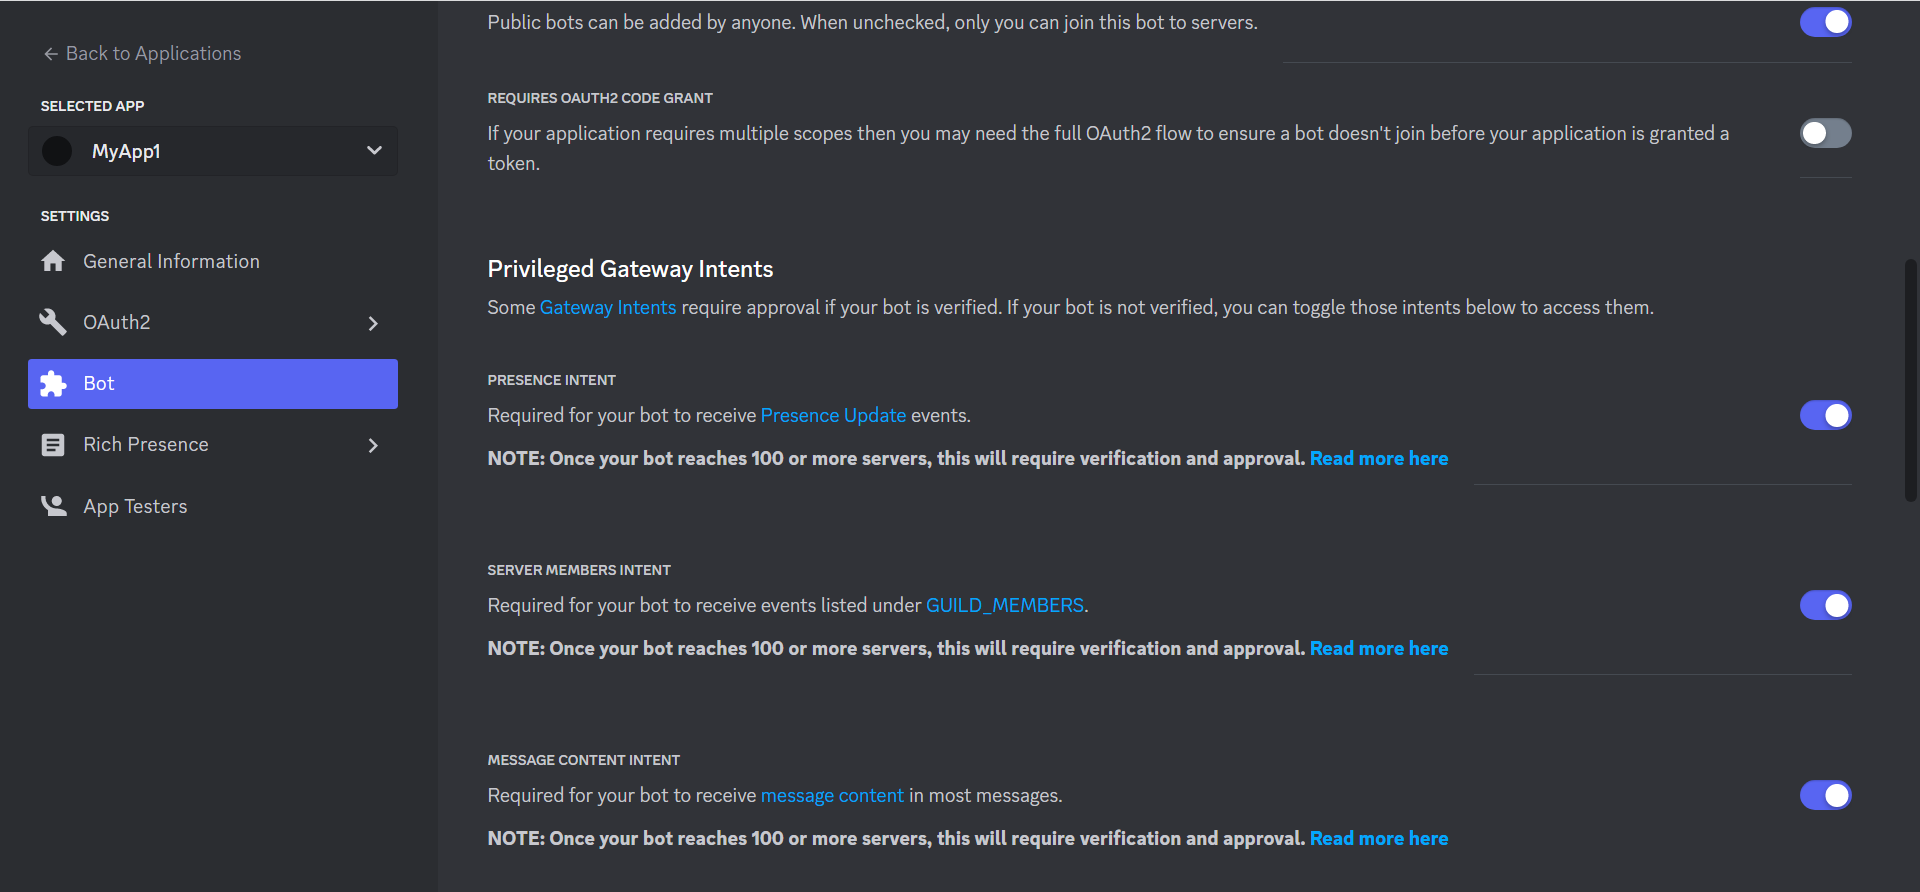 ← Back to Applications
SELECTED APP
MyApp1
SETTINGS
General Information
OAuth2
Bot
Rich Presence
App Testers
Public bots can be added by anyone. When unchecked, only you can join this bot to servers.
REQUIRES OAUTH2 CODE GRANT
If your application requires multiple scopes then you may need the full OAuth2 flow to ensure a bot doesn't join before your application is granted a
token.
Privileged Gateway Intents
Some Gateway Intents require approval if your bot is verified. If your bot is not verified, you can toggle those intents below to access them.
PRESENCE INTENT
Required for your bot to receive Presence Update events.
NOTE: Once your bot reaches 100 or more servers, this will require verification and approval. Read more here
SERVER MEMBERS INTENT
Required for your bot to receive events listed under GUILD_MEMBERS.
NOTE: Once your bot reaches 100 or more servers, this will require verification and approval. Read more here
MESSAGE CONTENT INTENT
Required for your bot to receive message content in most messages.
NOTE: Once your bot reaches 100 or more servers, this will require verification and approval. Read more here